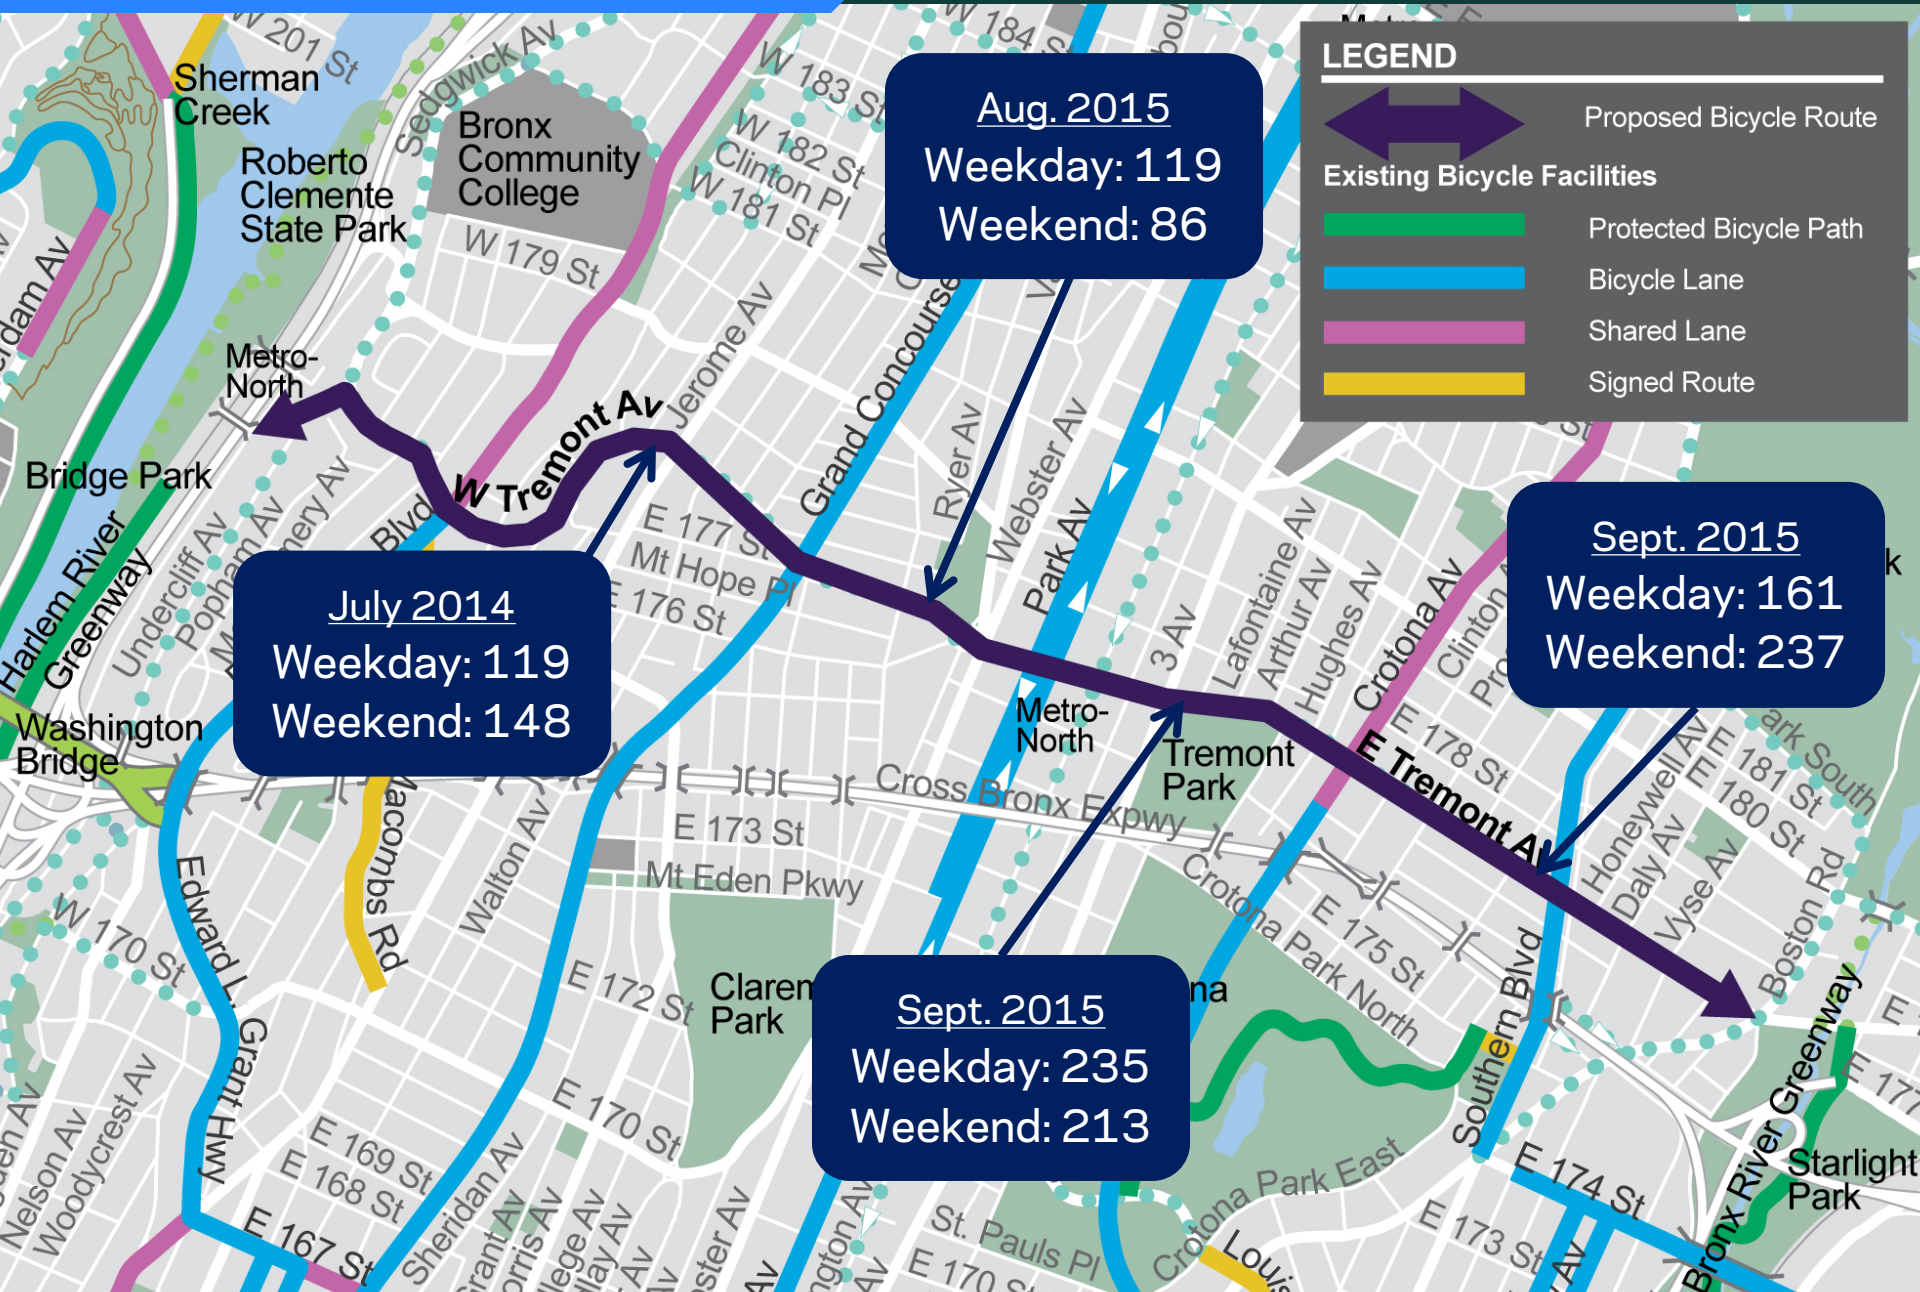 W 201 St
Sedgwick Av
W 184 St
W 183 St
W 182 St
Clinton Pl
W 181 St
Sherman
Creek
Roberto
Clemente
State Park
Bronx
Community
College
W 179 St
Aug. 2015
Weekday: 119
Weekend: 86
LEGEND
Proposed Bicycle Route
Existing Bicycle Facilities
Protected Bicycle Path
Bicycle Lane
Shared Lane
Signed Route
Metro-
North
W Tremont Av
Jerome Av
Grand Concourse
Ryer Av
Webster Av
Park Av
Bridge Park
Harlem River
Greenway
Undercliff Av
Popham Av
Blvd
E 177 St
Mt Hope Pl
E 176 St
July 2014
Weekday: 119
Weekend: 148
3 Av
Lafontaine Av
Arthur Av
Hughes Av
Crotona Av
Clinton
Sept. 2015
Weekday: 161
Weekend: 237
Washington
Bridge
Metro-
North
Tremont
Park
E 178 St
E Tremont Av
Honeywell Av
Daly Av
Vyse Av
E 181 St
E 180 St
ark South
Boston Rd
Cross Bronx Expwy
E 173 St
Mt Eden Pkwy
Walton Av
Macombs Rd
Edward L. Grant Hwy
W 170 St
E 172 St
Crotona Park North
E 175 St
Southern Blvd
Bronx River Greenway
E 177
Sept. 2015
Weekday: 235
Weekend: 213
Park
E 170 St
E 169 St
E 168 St
E 167 St
Sheridan Av
Nelson Av
Woodycrest Av
St. Pauls Pl
E 170 St
Crotona Park East
E 174 St
E 173 St
Starlight
Park